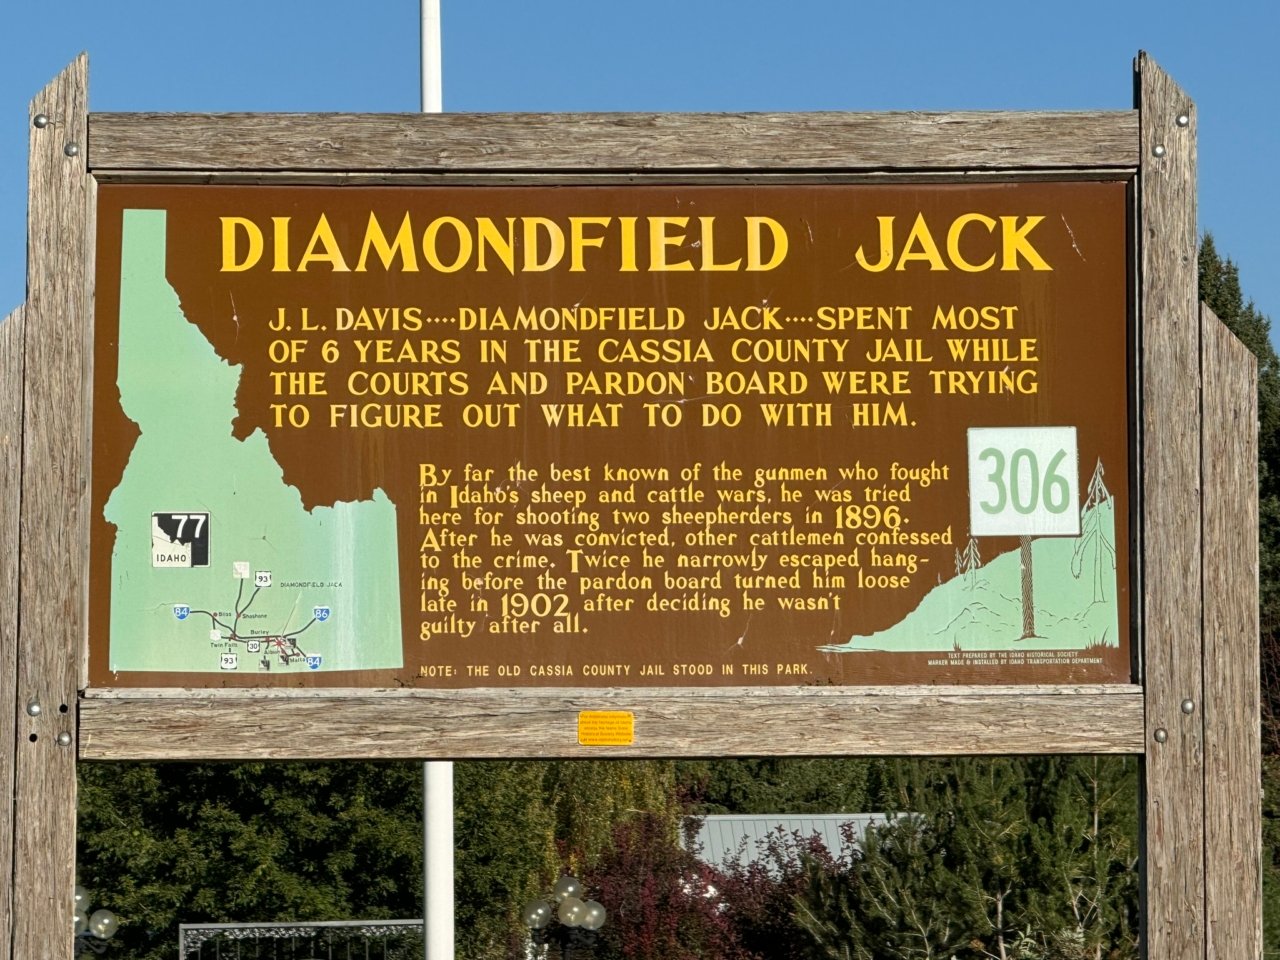 DIAMONDFIELD JACK
J. L. DAVIS....DIAMONDFIELD JACK....SPENT MOST
OF 6 YEARS IN THE CASSIA COUNTY JAIL WHILE
THE COURTS AND PARDON BOARD WERE TRYING
TO FIGURE OUT WHAT TO DO WITH HIM.
306
By far the best known of the gunmen who fought
in Idaho's sheep and cattle wars, he was tried
here for shooting two sheepherders in 1896.
After he was convicted, other cattlemen confessed
to the crime. Twice he narrowly escaped hang-
ing before the pardon board turned him loose
late in 1902 after deciding he wasn't
guilty after all.
77
IDAHO
93
DIAMONDFIELD JACK
84
Bliss
Shoshone
86
Burley
Twin Falls
30
Albion
Malta
93
84
NOTE: THE OLD CASSIA COUNTY JAIL STOOD IN THIS PARK.
TEXT PREPARED BY THE IDAHO HISTORICAL SOCIETY
MARKER MADE & INSTALLED BY IDAHO TRANSPORTATION DEPARTMENT